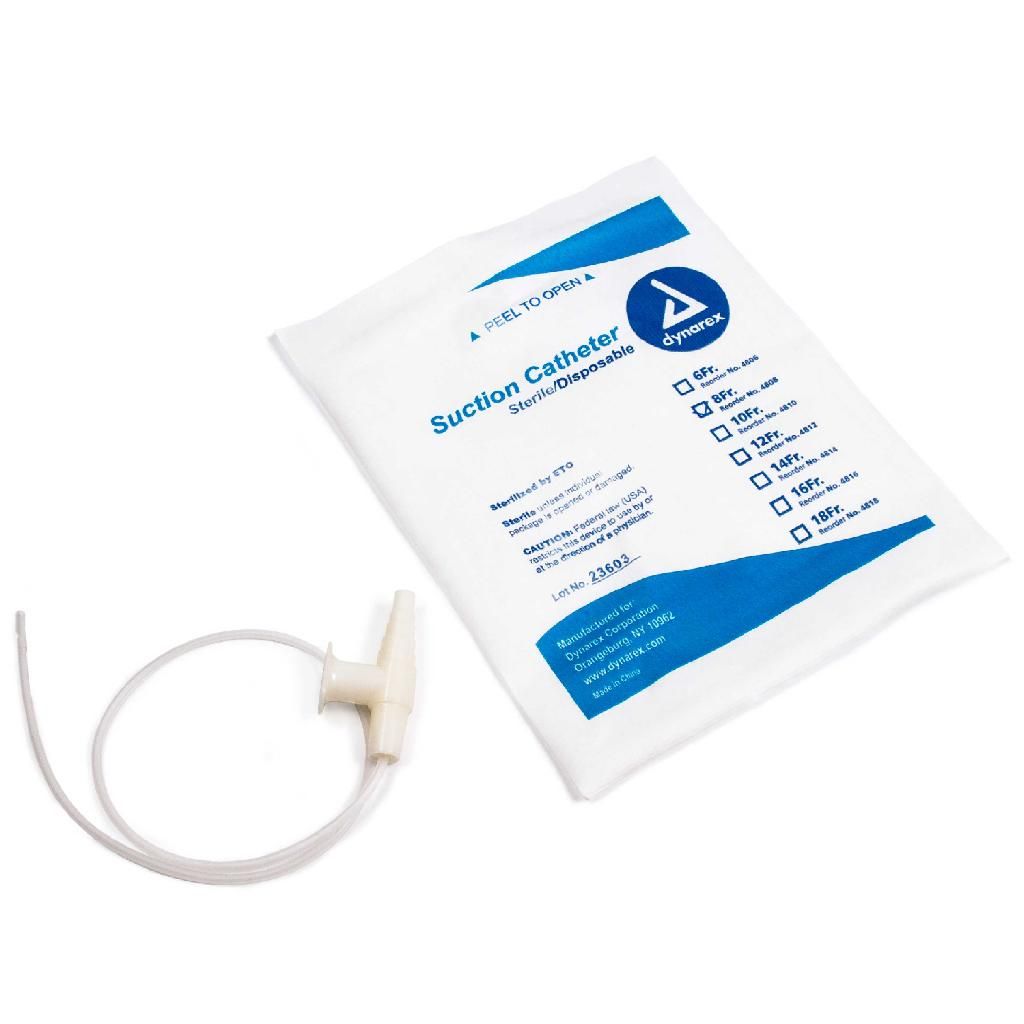 ▲ PEEL TO OPEN ▲
Suction Catheter
Sterile/Disposable
dynarex
6Fr.
Reorder No. 4806
8Fr.
Reorder No. 4808
10Fr.
Reorder No. 4810
12Fr.
Reorder No. 4812
14Fr.
Reorder No. 4814
16Fr.
Reorder No. 4816
18Fr.
Reorder No. 4818
Sterilized by ETO
Sterile unless individual
package is opened or damaged.
CAUTION: Federal law (USA)
restricts this device to use by or
at the direction of a physician.
Lot No. 23603
Manufactured for:
Dynarex Corporation
Orangeburg, NY 10962
www.dynarex.com
Made in China